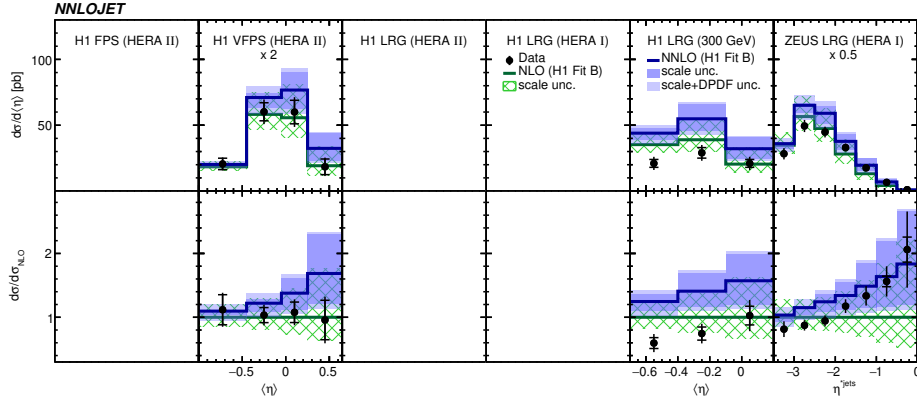 NNLOJET
H1 FPS (HERA II)
H1 VFPS (HERA II)
x 2
H1 LRG (HERA II)
H1 LRG (HERA I)
H1 LRG (300 GeV)
ZEUS LRG (HERA I)
x 0.5
Data
NLO (H1 Fit B)
scale unc.
NNLO (H1 Fit B)
scale unc.
scale+DPDF unc.
dσ/d⟨η⟩ [pb]
100
50
dσ/dσNLO
2
1
−0.5 0 0.5
⟨η⟩
−0.6 −0.4 −0.2 0
⟨η⟩
−3 −2 −1 0
η*jets